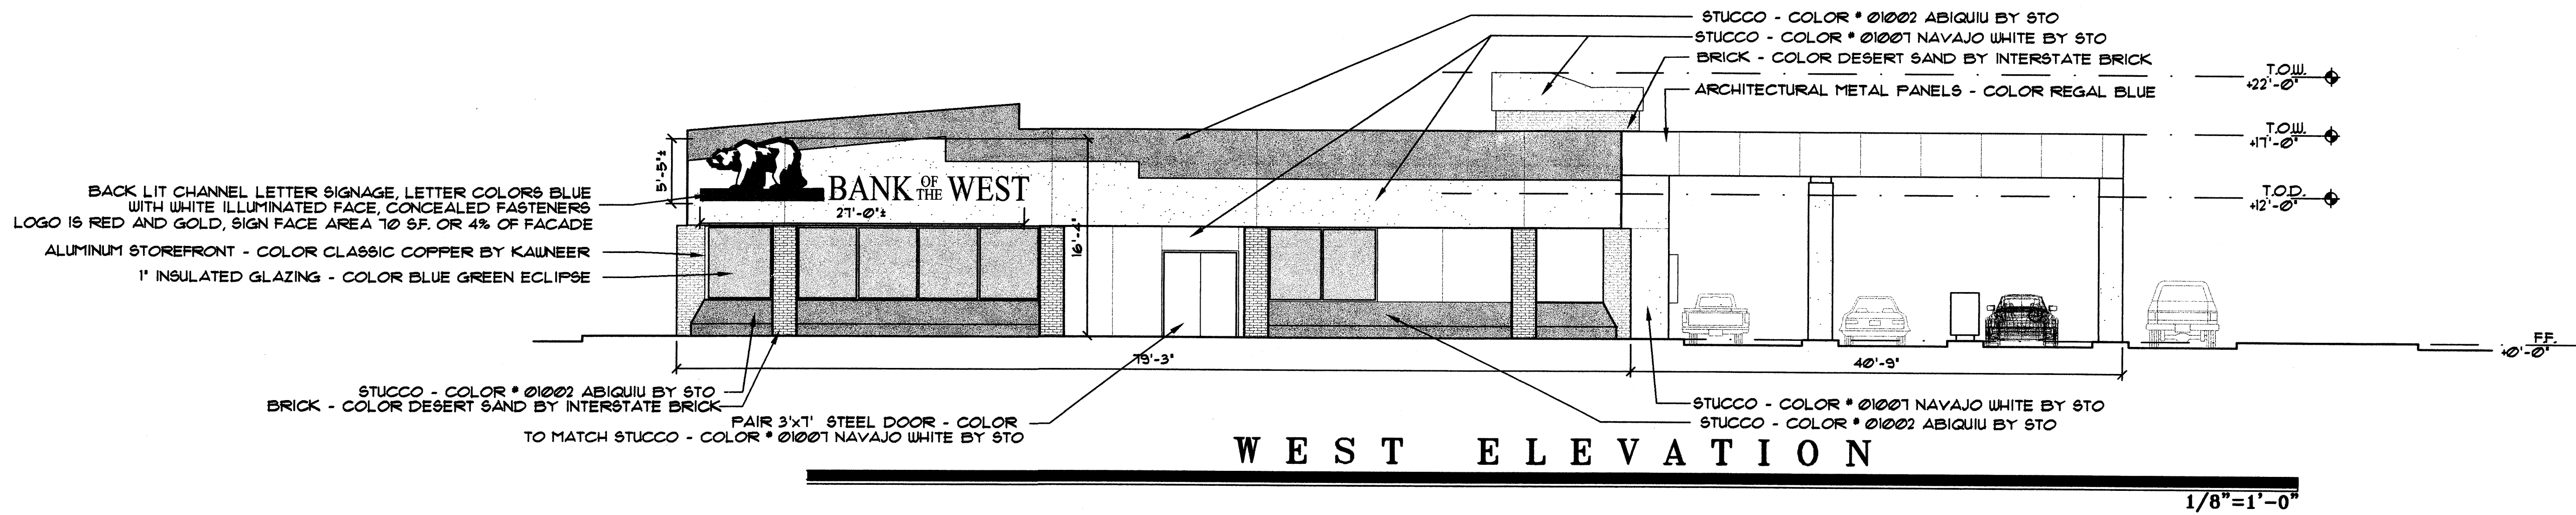 STUCCO - COLOR # 01002 ABIQUIU BY STO
STUCCO - COLOR # 01007 NAVAJO WHITE BY STO
BRICK - COLOR DESERT SAND BY INTERSTATE BRICK
ARCHITECTURAL METAL PANELS - COLOR REGAL BLUE
T.O.W.
+22'-0"
T.O.W.
+17'-0"
T.O.D.
+12'-0"
F.F.
+0'-0"
BACK LIT CHANNEL LETTER SIGNAGE, LETTER COLORS BLUE
WITH WHITE ILLUMINATED FACE, CONCEALED FASTENERS
LOGO IS RED AND GOLD, SIGN FACE AREA 70 S.F. OR 4% OF FACADE
ALUMINUM STOREFRONT - COLOR CLASSIC COPPER BY KAWNEER
1" INSULATED GLAZING - COLOR BLUE GREEN ECLIPSE
5'-5"±
BANK OF THE WEST
27'-0"±
16'-4"
79'-3"
40'-9"
STUCCO - COLOR # 01002 ABIQUIU BY STO
BRICK - COLOR DESERT SAND BY INTERSTATE BRICK
PAIR 3'x7' STEEL DOOR - COLOR
TO MATCH STUCCO - COLOR # 01007 NAVAJO WHITE BY STO
STUCCO - COLOR # 01007 NAVAJO WHITE BY STO
STUCCO - COLOR # 01002 ABIQUIU BY STO
WEST ELEVATION
1/8"=1'-0"